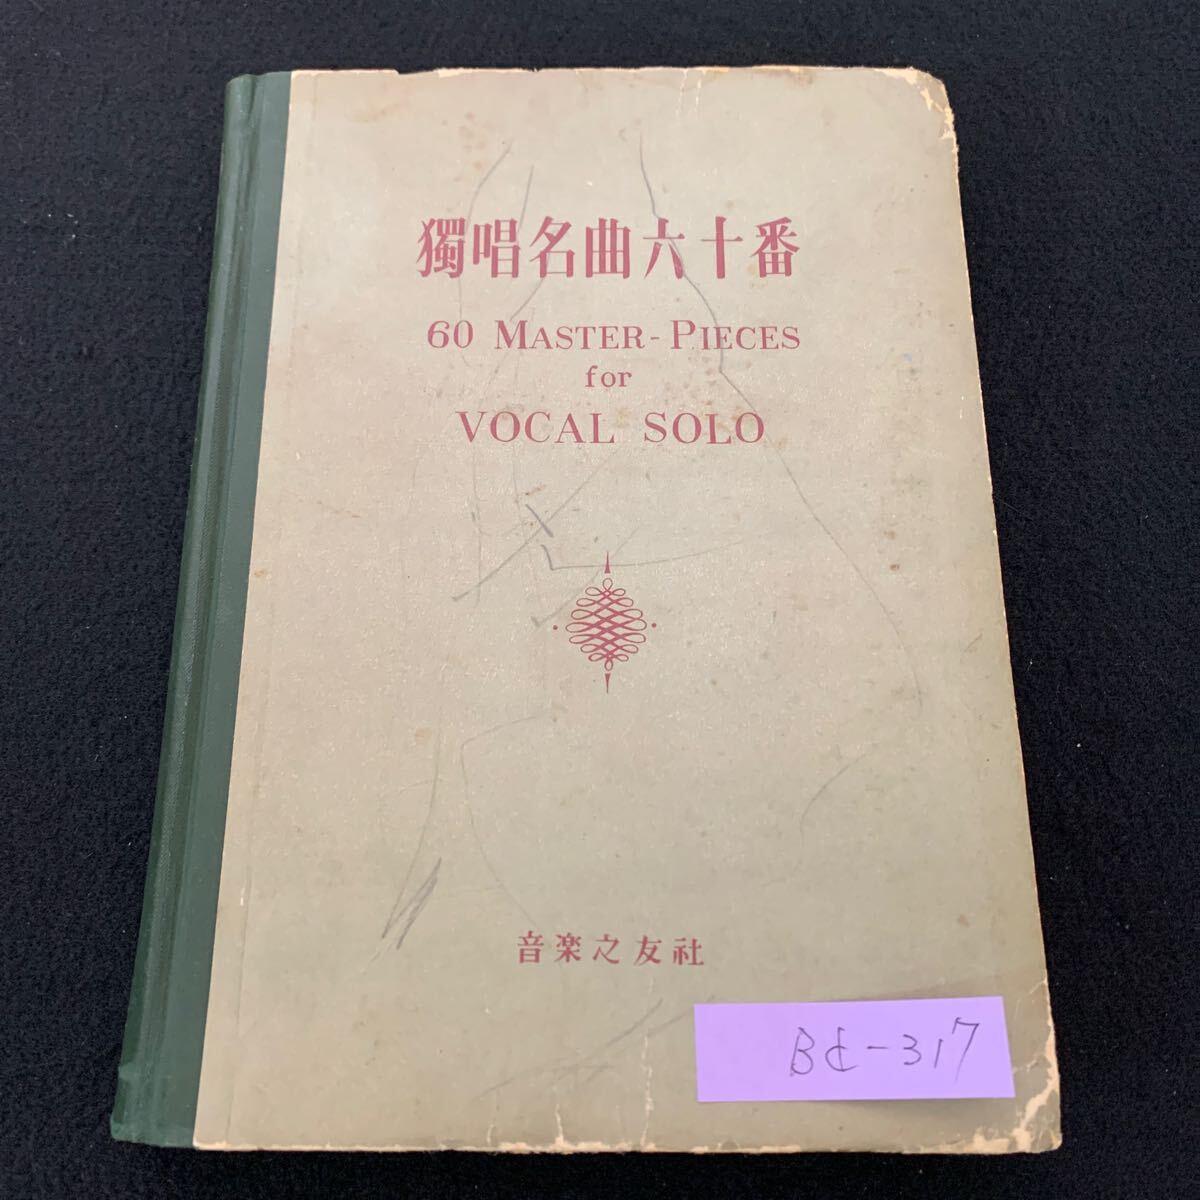 獨唱名曲六十番
60 MASTER-PIECES
for
VOCAL SOLO
音楽之友社
Bd-317